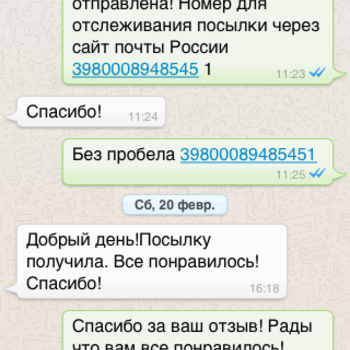 отправлена! Номер для
отслеживания посылки через
сайт почты России
3980008948545 1
11:23
Спасибо!
11:24
Без пробела 39800089485451
11:25
Сб, 20 февр.
Добрый день!Посылку
получила. Все понравилось!
Спасибо!
16:18
Спасибо за ваш отзыв! Рады
что вам все понравилось!